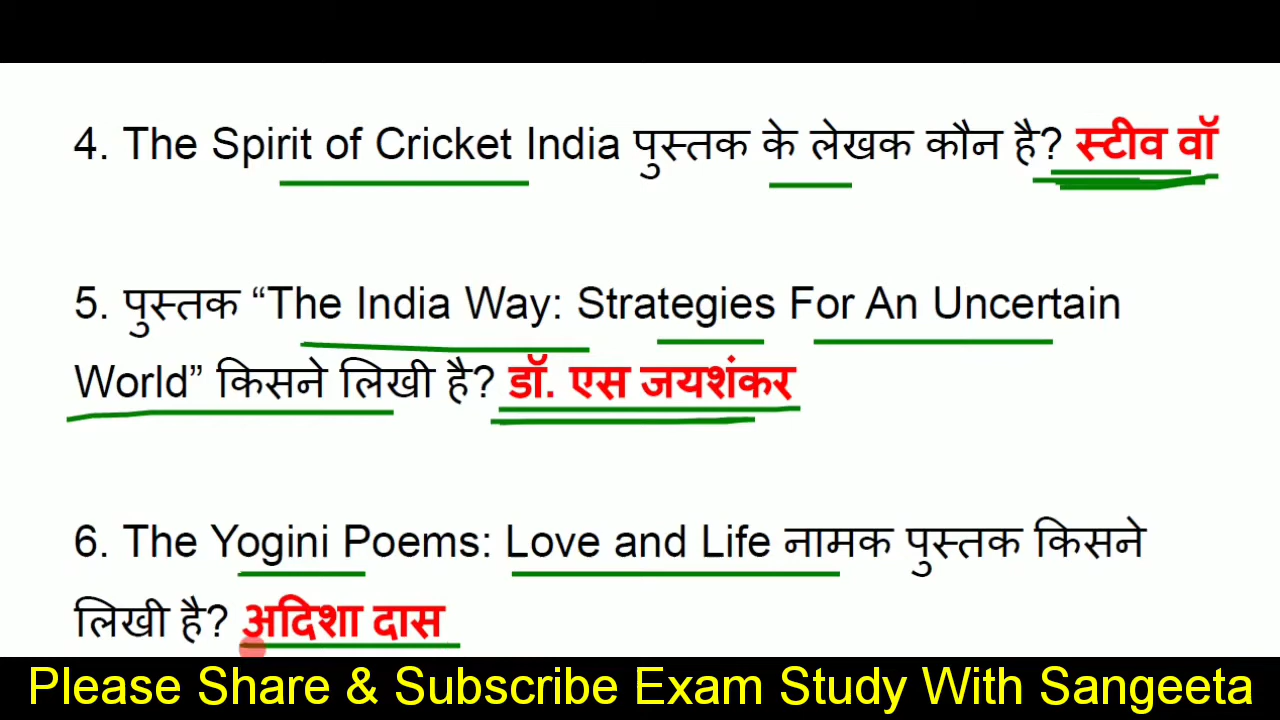 4. The Spirit of Cricket India पुस्तक के लेखक कौन है? स्टीव वॉ
5. पुस्तक “The India Way: Strategies For An Uncertain
World” किसने लिखी है? डॉ. एस जयशंकर
6. The Yogini Poems: Love and Life नामक पुस्तक किसने
लिखी है? अदिशा दास
Please Share & Subscribe Exam Study With Sangeeta